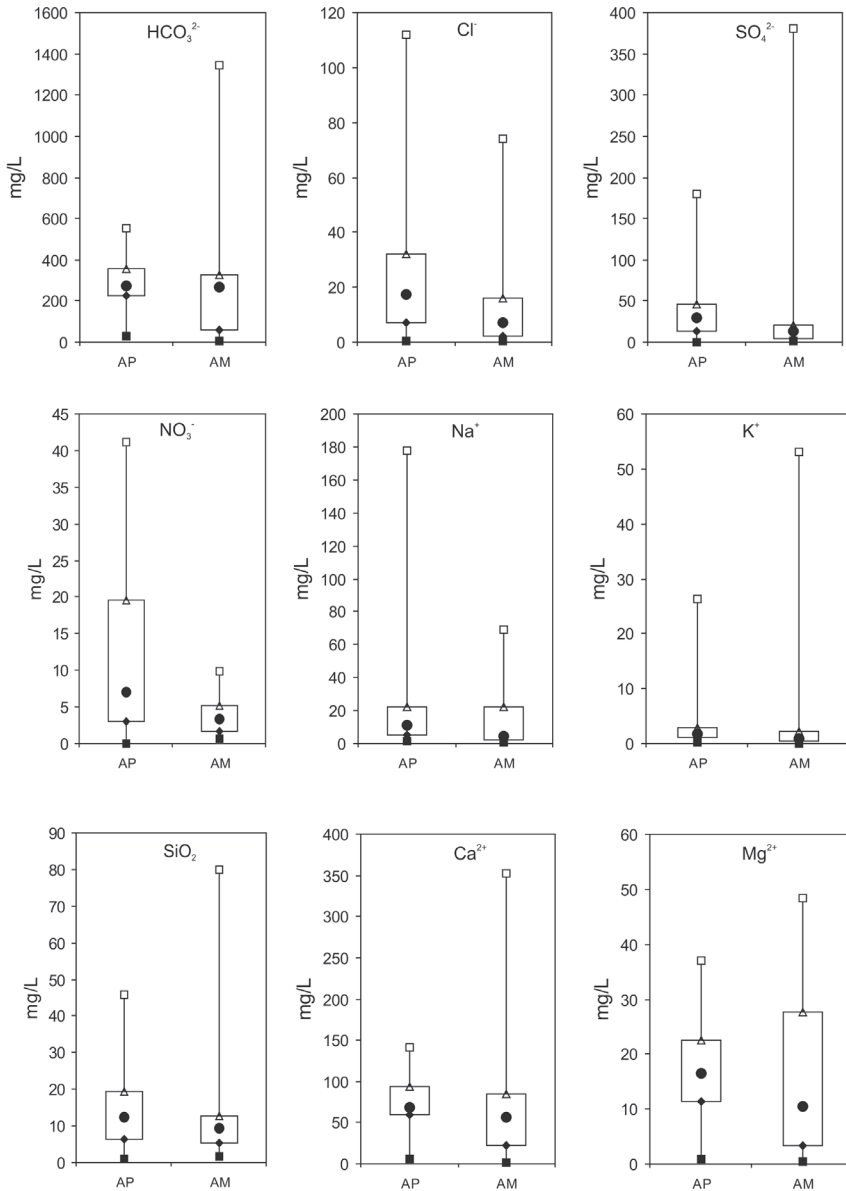 HCO₃²⁻
1600
1400
1200
1000
800
600
400
200
0
mg/L
AP AM
Cl⁻
120
100
80
60
40
20
0
mg/L
AP AM
SO₄²⁻
400
350
300
250
200
150
100
50
0
mg/L
AP AM
NO₃⁻
45
40
35
30
25
20
15
10
5
0
mg/L
AP AM
Na⁺
200
180
160
140
120
100
80
60
40
20
0
mg/L
AP AM
K⁺
60
50
40
30
20
10
0
mg/L
AP AM
SiO₂
90
80
70
60
50
40
30
20
10
0
mg/L
AP AM
Ca²⁺
400
350
300
250
200
150
100
50
0
mg/L
AP AM
Mg²⁺
60
50
40
30
20
10
0
mg/L
AP AM